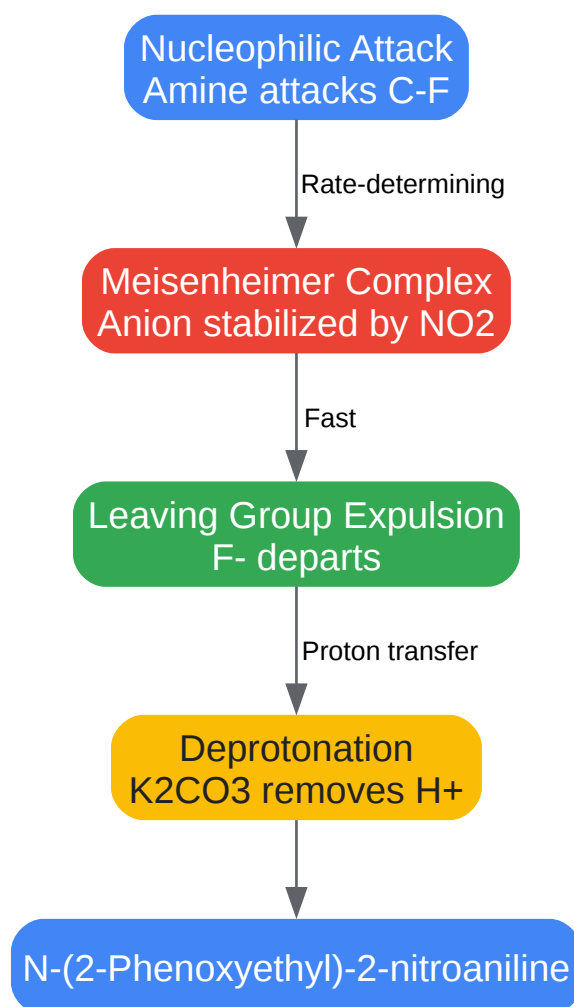 Nucleophilic Attack
Amine attacks C-F
Rate-determining
Meisenheimer Complex
Anion stabilized by NO2
Fast
Leaving Group Expulsion
F- departs
Proton transfer
Deprotonation
K2CO3 removes H+
N-(2-Phenoxyethyl)-2-nitroaniline